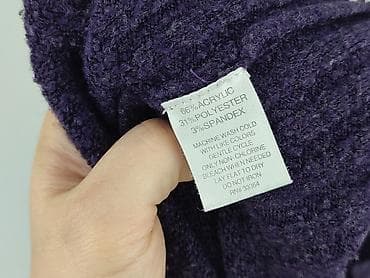 66% ACRYLIC
31% POLYESTER
3% SPANDEX
MACHINE WASH COLD
WITH LIKE COLORS
GENTLE CYCLE
ONLY NON-CHLORINE
BLEACH WHEN NEEDED
LAY FLAT TO DRY
DO NOT IRON